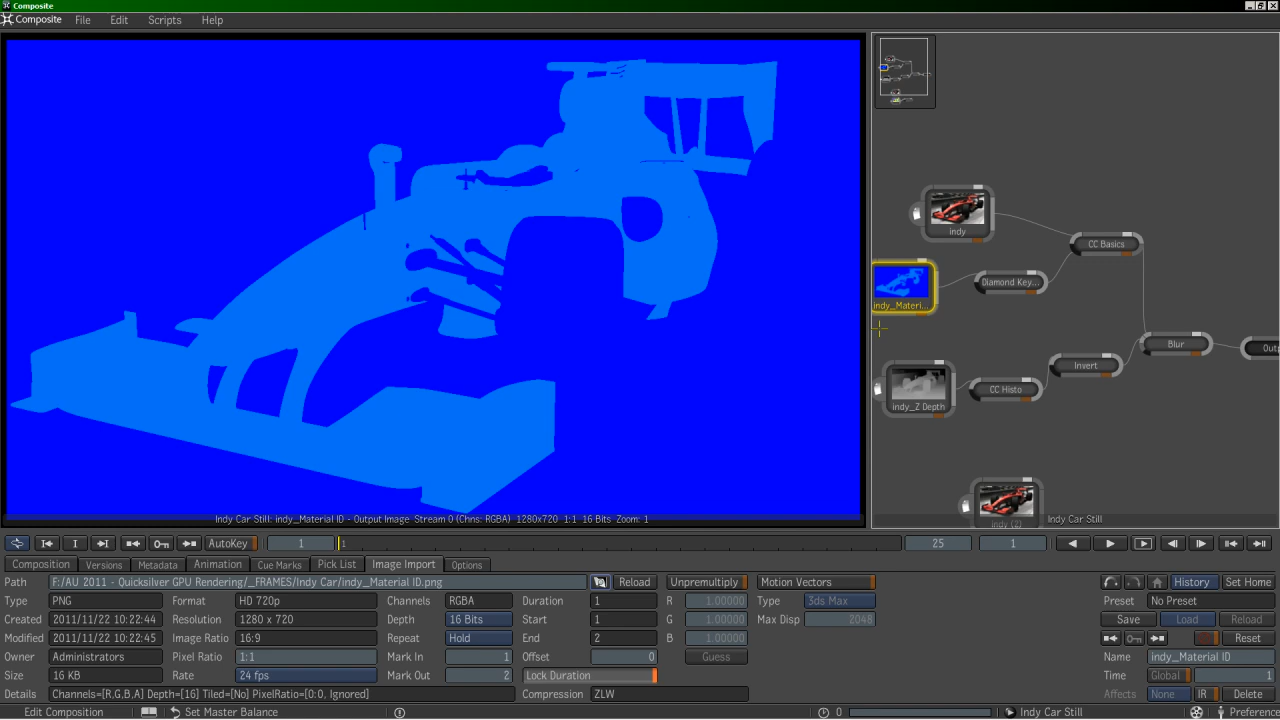 Composite
Composite File Edit Scripts Help
indy
CC Basics
indy_Materi...
Diamond Key...
Blur
Outp
Invert
indy_Z Depth
CC Histo
indy (2)
Indy Car Still: indy_Material ID - Output Image Stream 0 (Chns: RGBA) 1280x720 1:1 16 Bits Zoom: 1
Indy Car Still
AutoKey 1 1 25 1
Composition Versions Metadata Animation Cue Marks Pick List Image Import Options
Path F:/AU 2011 - Quicksilver GPU Rendering/_FRAMES/Indy Car/indy_Material ID.png Reload Unpremultiply Motion Vectors History Set Home
Type PNG Format HD 720p Channels RGBA Duration 1 R 1.00000 Type 3ds Max Preset No Preset
Created 2011/11/22 10:22:44 Resolution 1280 x 720 Depth 16 Bits Start 1 G 1.00000 Max Disp 2048 Save Load Reload
Modified 2011/11/22 10:22:45 Image Ratio 16:9 Repeat Hold End 2 B 1.00000 Reset
Owner Administrators Pixel Ratio 1:1 Mark In 1 Offset 0 Guess Name indy_Material ID
Size 16 KB Rate 24 fps Mark Out 2 Lock Duration Time Global 1
Details Channels=[R,G,B,A] Depth=[16] Tiled=[No] PixelRatio=[0:0, Ignored] Compression ZLW Affects None IR Delete
Edit Composition Set Master Balance 0 Indy Car Still Preference